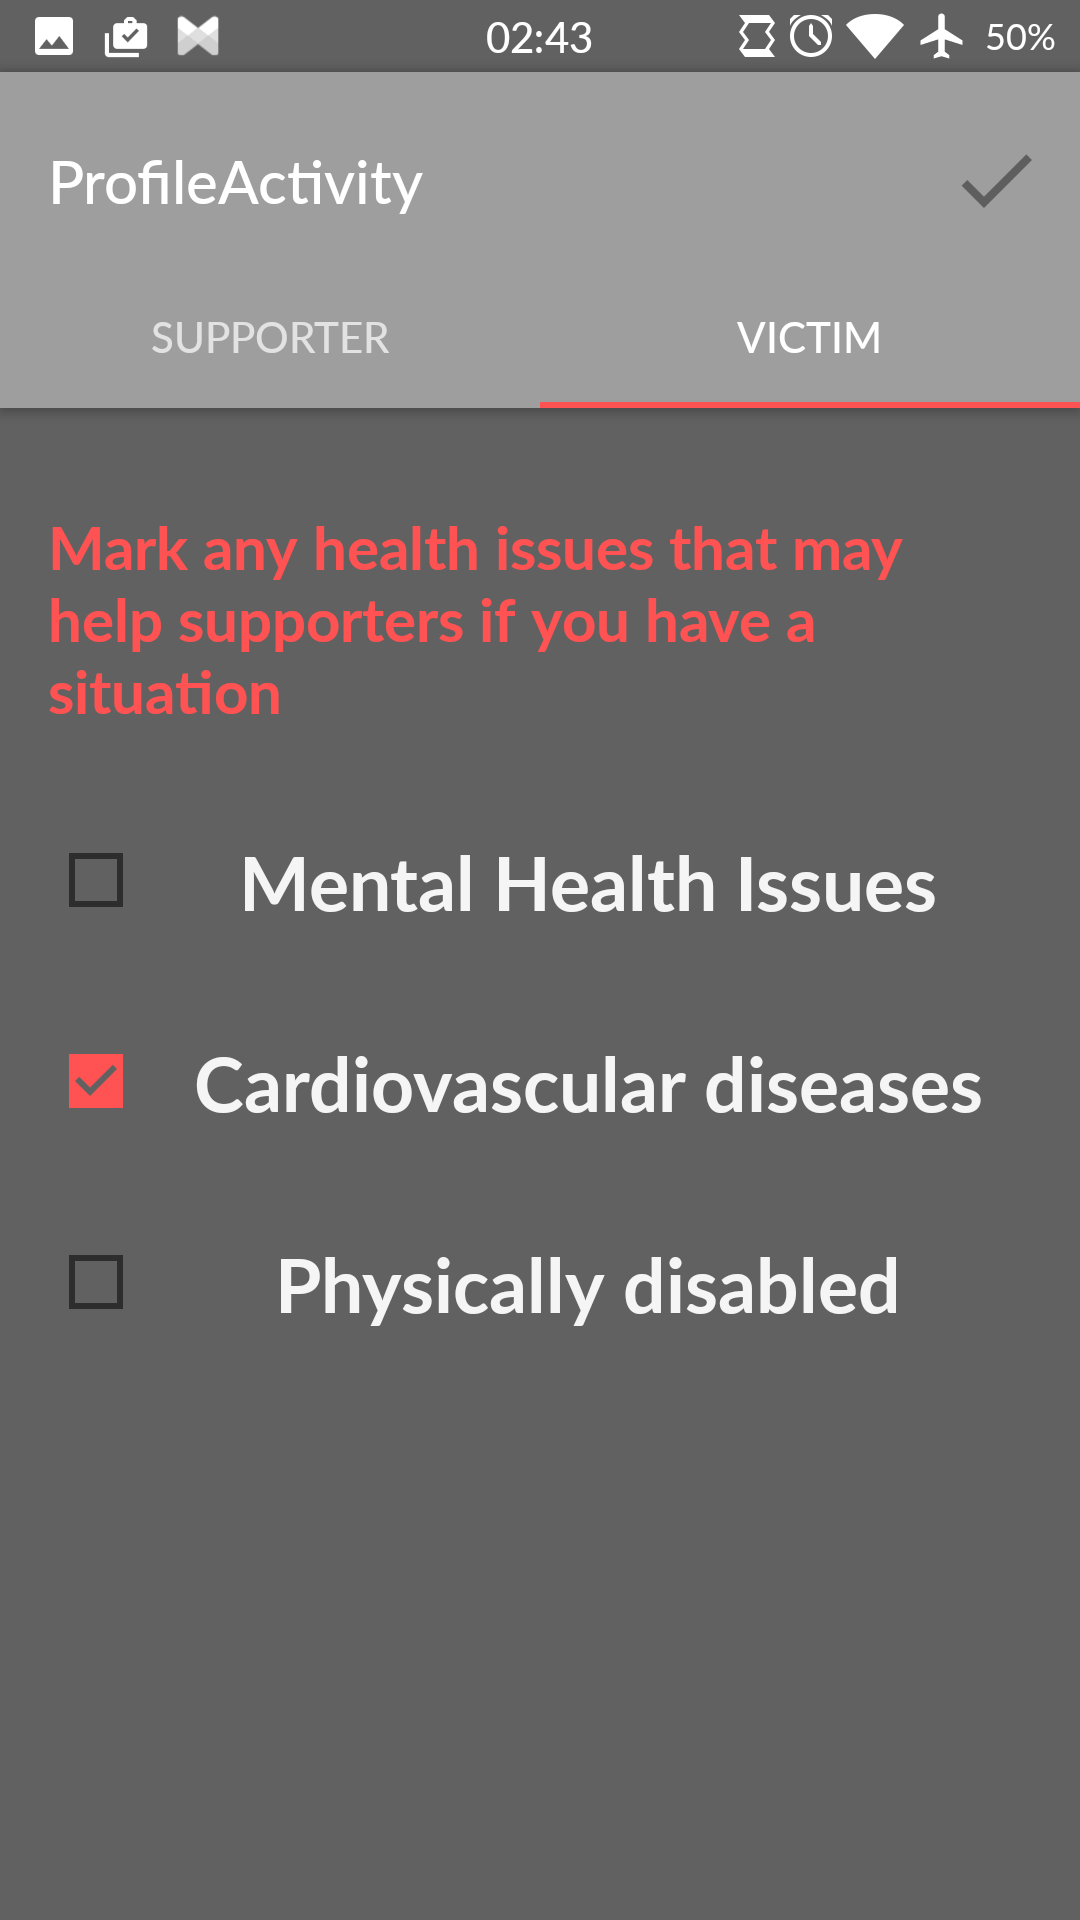 02:43
50%
ProfileActivity
SUPPORTER
VICTIM
Mark any health issues that may
help supporters if you have a
situation
Mental Health Issues
Cardiovascular diseases
Physically disabled